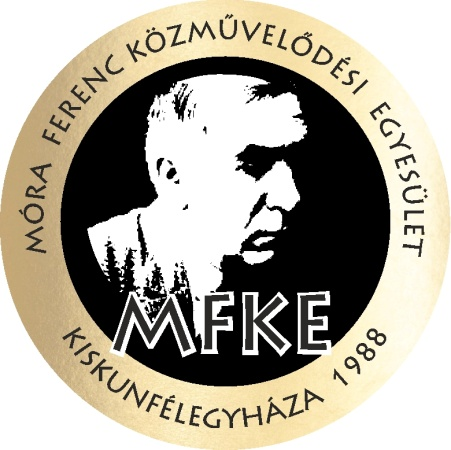 MÓRA FERENC KÖZMŰVELŐDÉSI EGYESÜLET
MFKE
KISKUNFÉLEGYHÁZA 1988